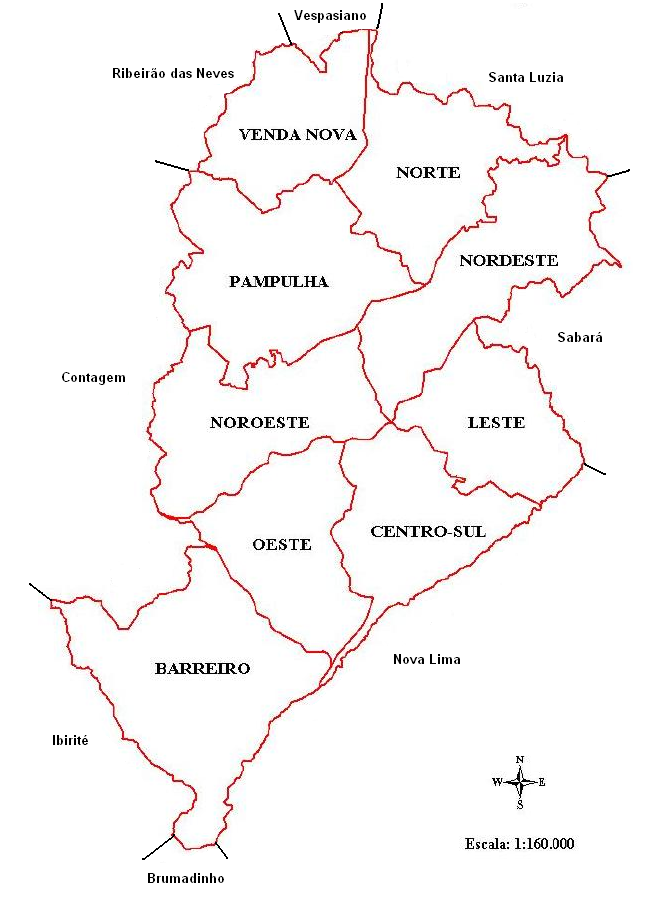 Vespasiano
Ribeirão das Neves
Santa Luzia
VENDA NOVA
NORTE
NORDESTE
PAMPULHA
Sabará
Contagem
NOROESTE
LESTE
CENTRO-SUL
OESTE
Nova Lima
BARREIRO
Ibirité
N
W E
S
Escala: 1:160.000
Brumadinho